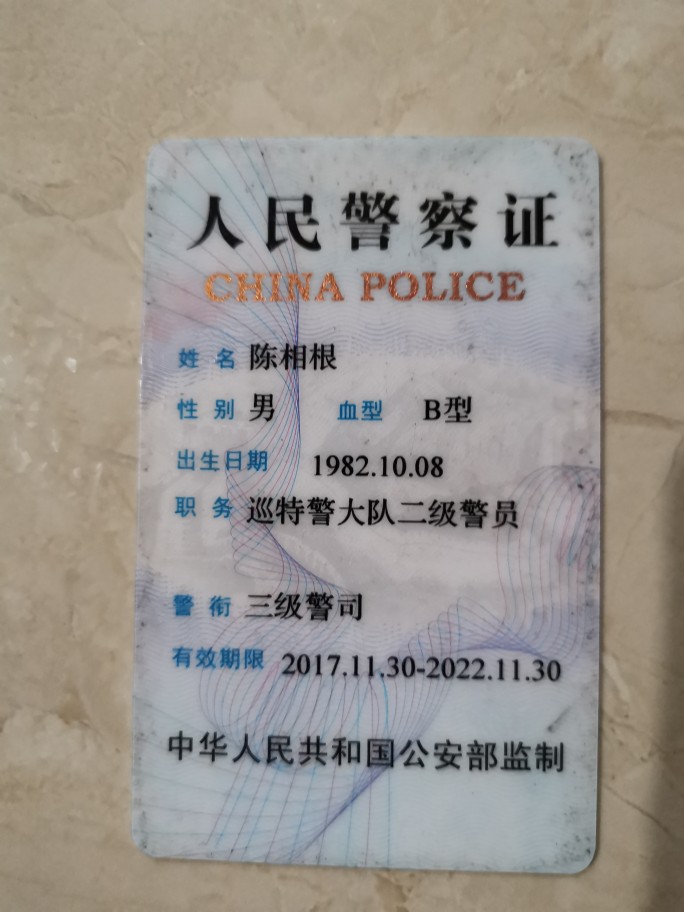 人民警察证
CHINA POLICE
姓名 陈相根
性别 男 血型 B型
出生日期 1982.10.08
职务 巡特警大队二级警员
警衔 三级警司
有效期限 2017.11.30-2022.11.30
中华人民共和国公安部监制